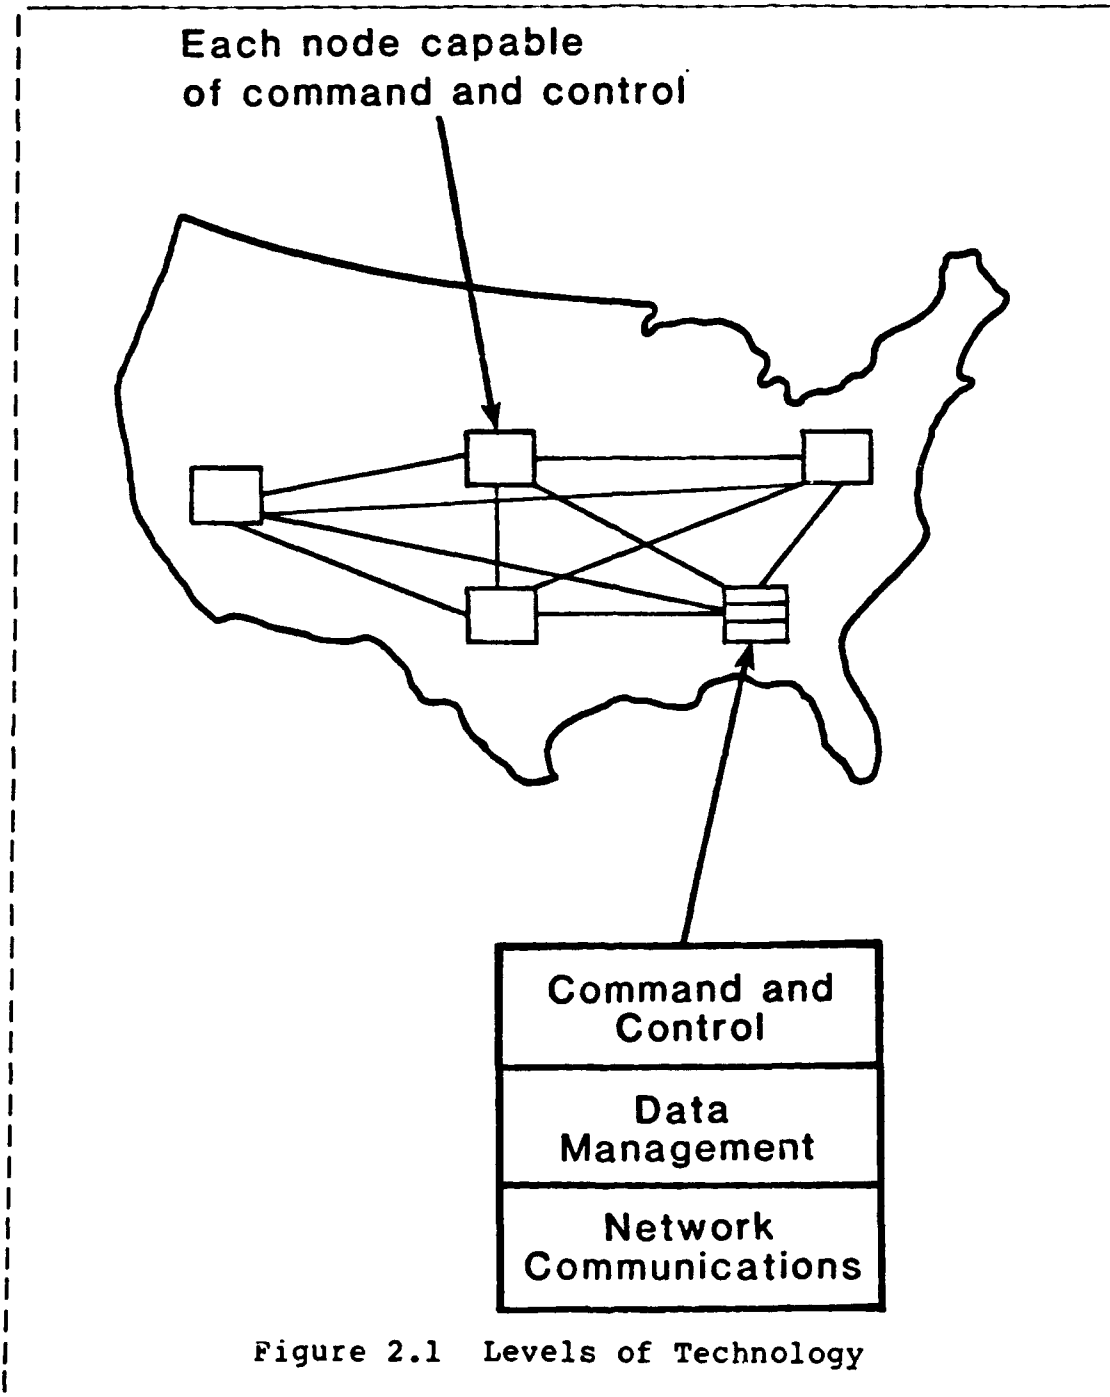 Each node capable
of command and control
Command and
Control
Data
Management
Network
Communications
Figure 2.1 Levels of Technology